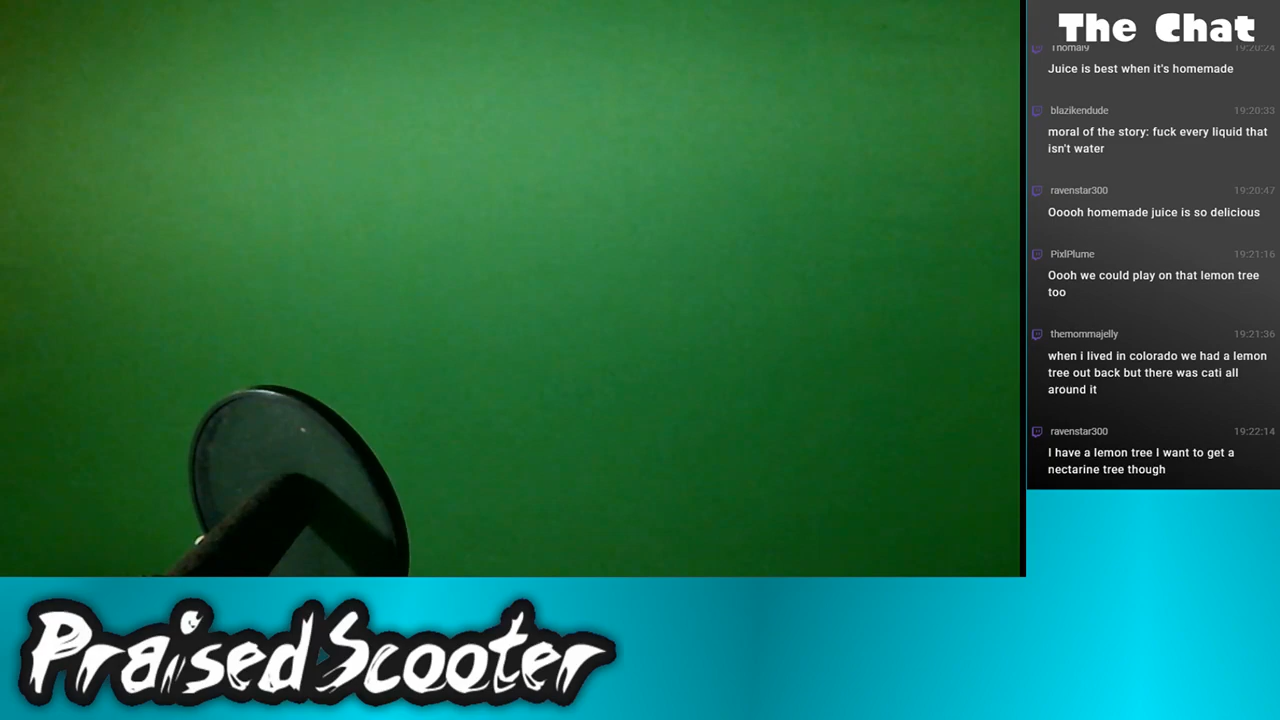 The Chat
Thomai9 19:20:24
Juice is best when it's homemade
blazikendude 19:20:33
moral of the story: fuck every liquid that
isn't water
ravenstar300 19:20:47
Ooooh homemade juice is so delicious
PixlPlume 19:21:16
Oooh we could play on that lemon tree
too
themommajelly 19:21:36
when i lived in colorado we had a lemon
tree out back but there was cati all
around it
ravenstar300 19:22:14
I have a lemon tree I want to get a
nectarine tree though
PraisedScooter